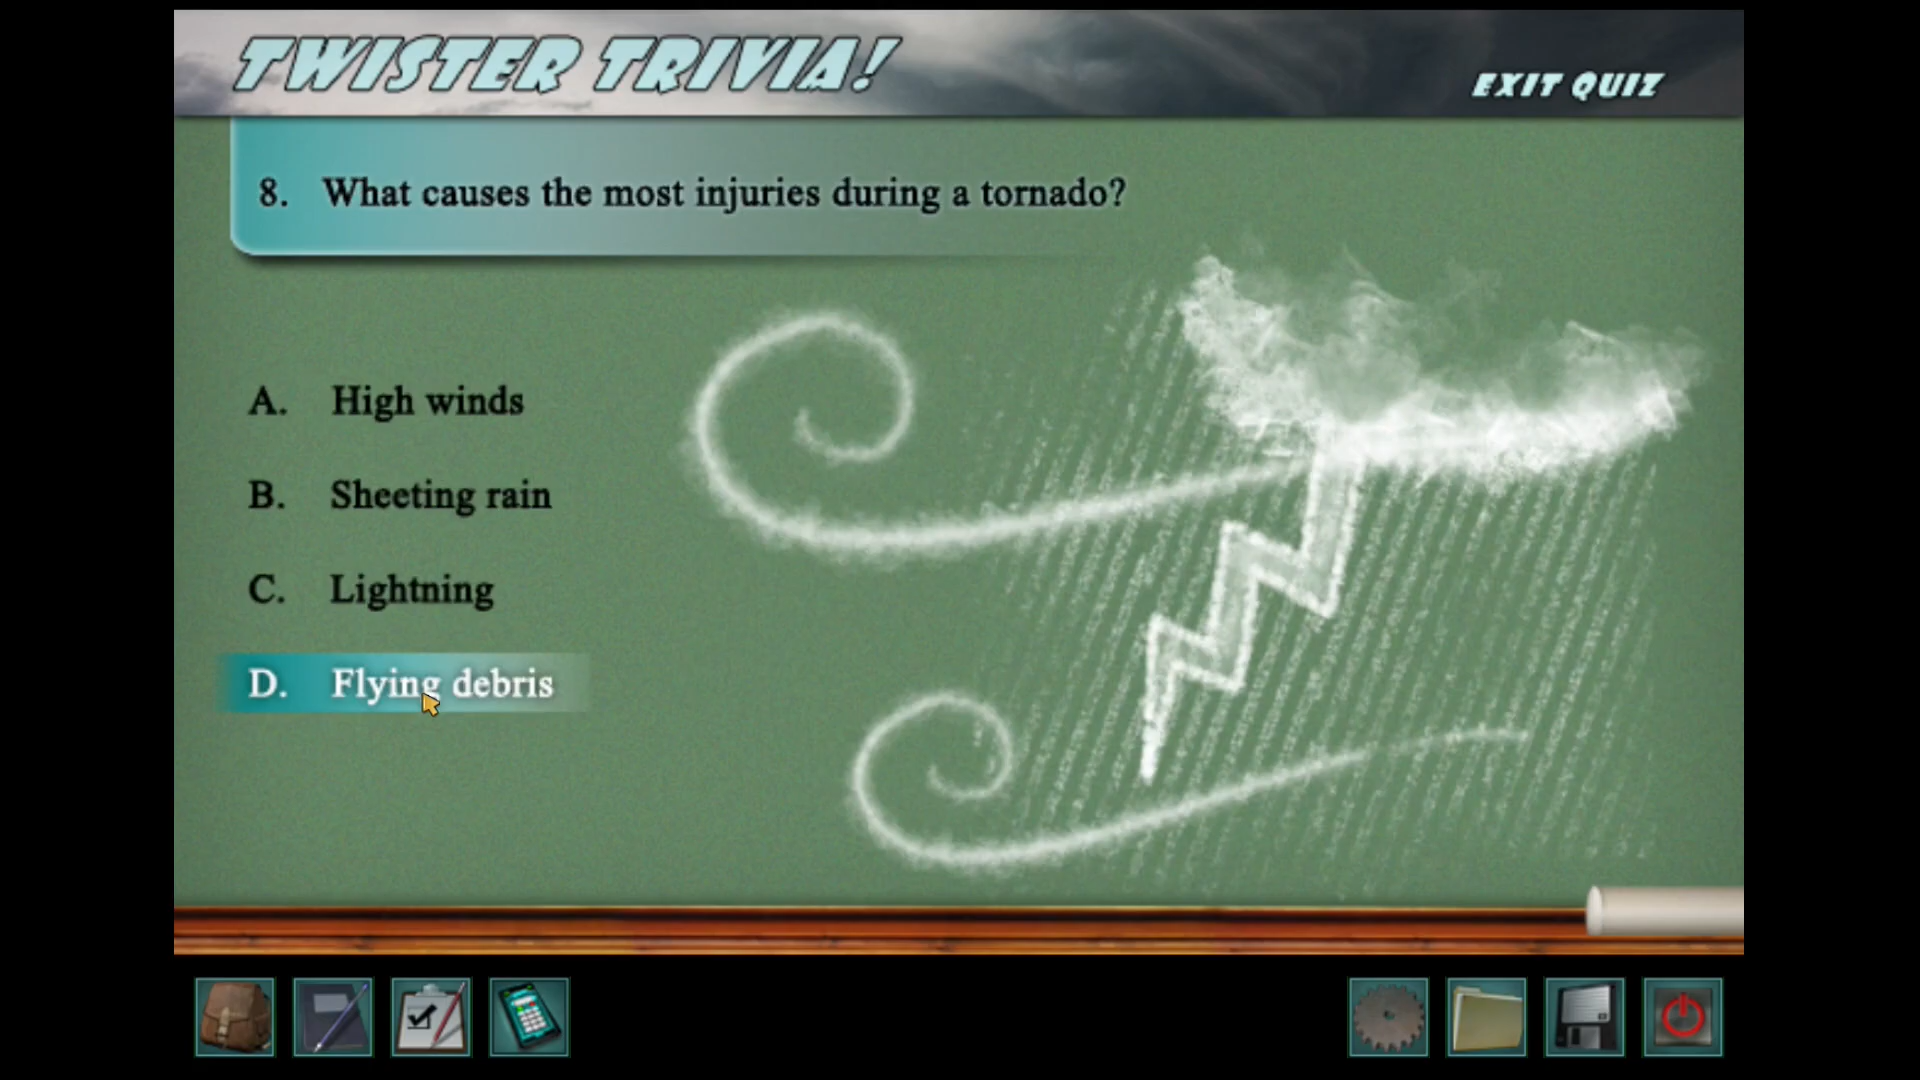 TWISTER TRIVIA!
EXIT QUIZ
8. What causes the most injuries during a tornado?
A. High winds
B. Sheeting rain
C. Lightning
D. Flying debris